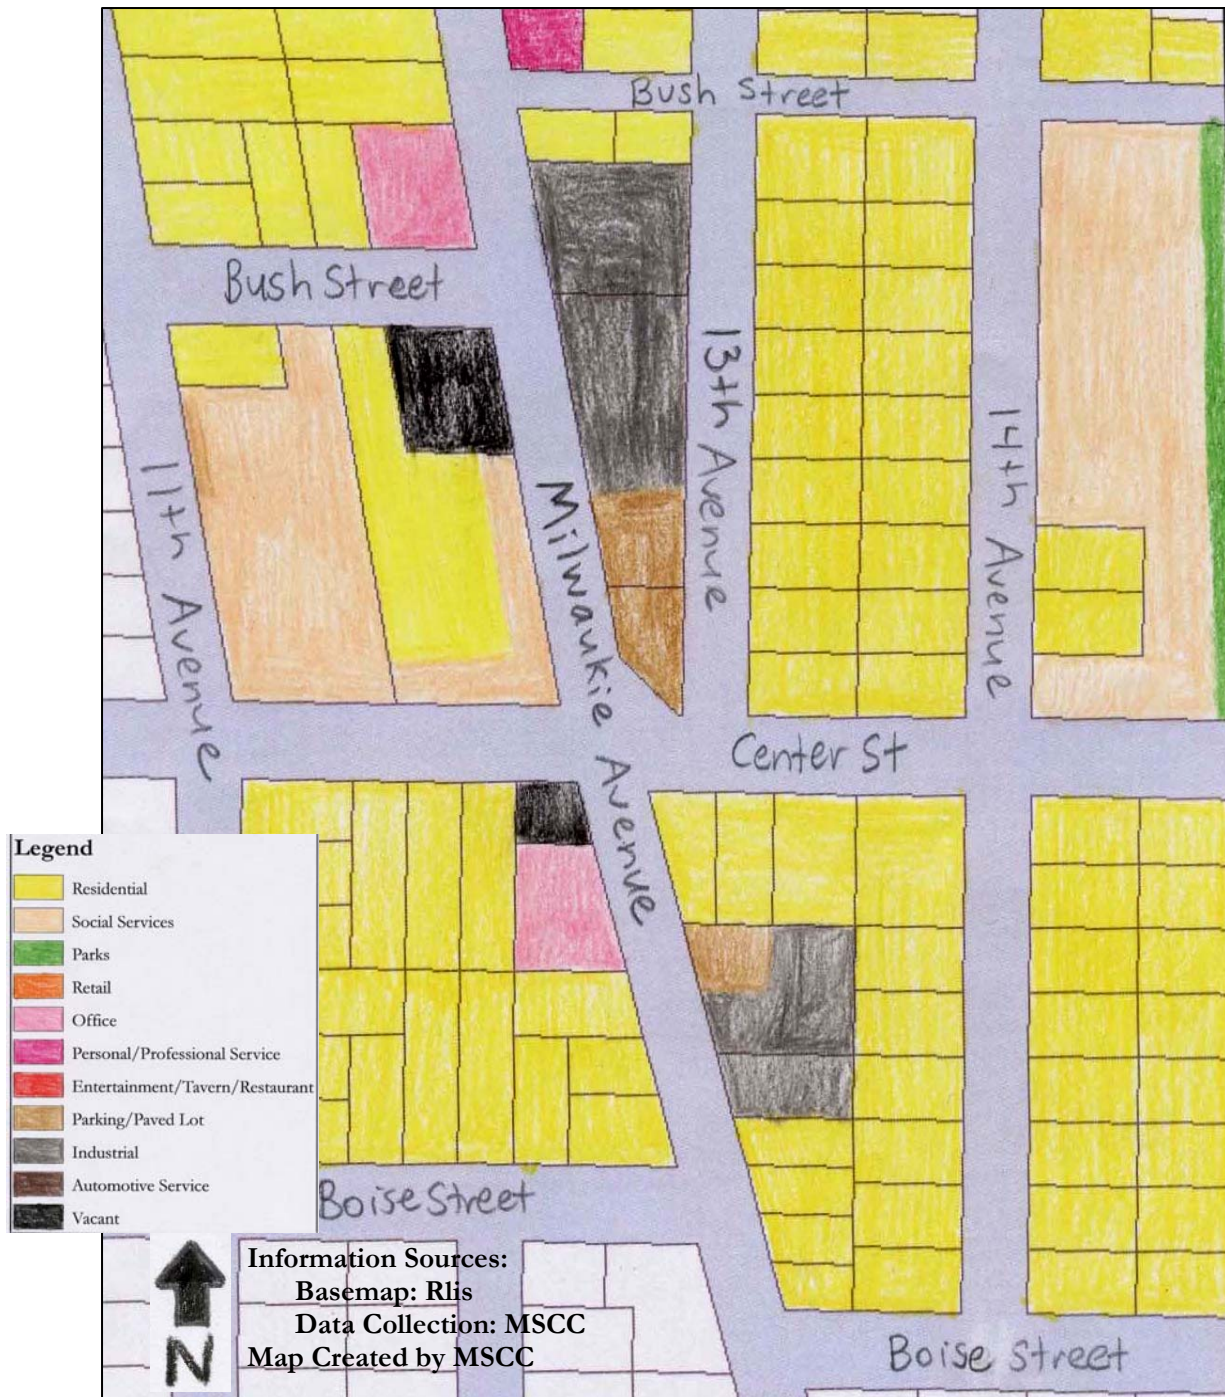 Bush Street
Bush Street
13th Avenue
14th Avenue
11th Avenue
Milwaukie Avenue
Center St
Legend
Residential
Social Services
Parks
Retail
Office
Personal/Professional Service
Entertainment/Tavern/Restaurant
Parking/Paved Lot
Industrial
Automotive Service
Vacant
Boise Street
N
Information Sources:
Basemap: Rlis
Data Collection: MSCC
Map Created by MSCC
Boise Street